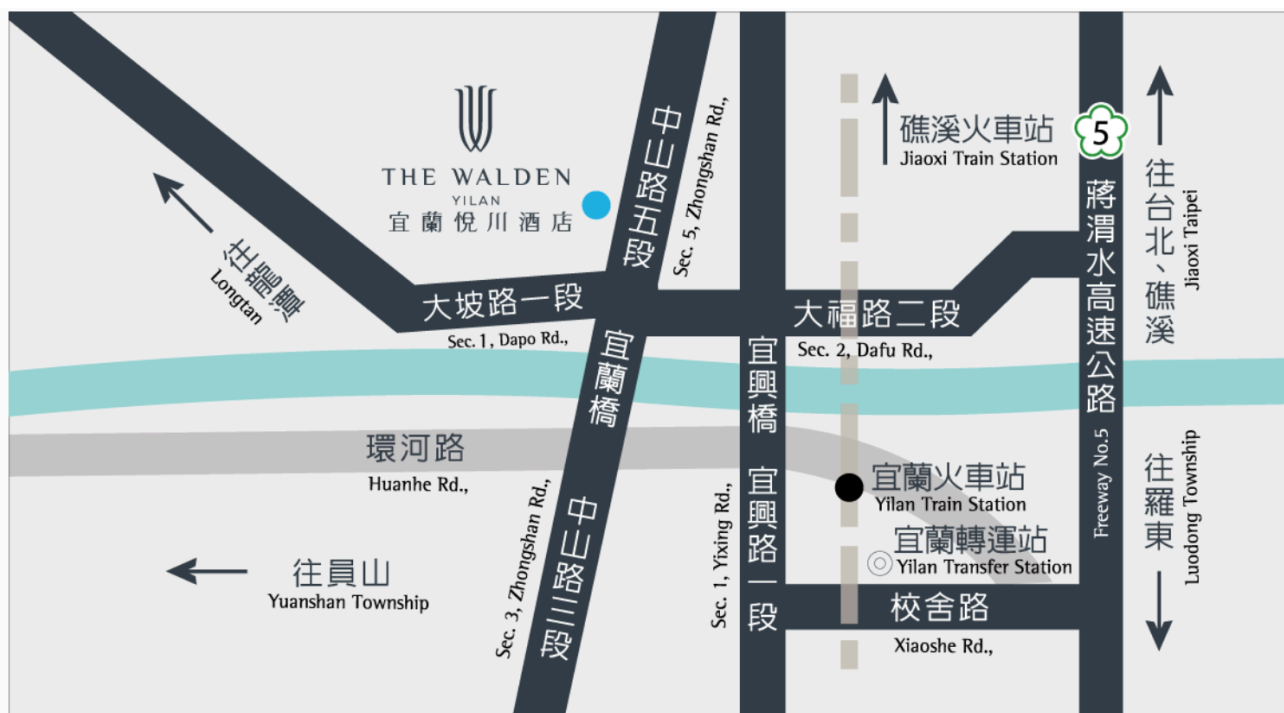 THE WALDEN
YILAN
宜蘭悅川酒店
中山路五段
Sec. 5, Zhongshan Rd.,
礁溪火車站
Jiaoxi Train Station
5
往台北、礁溪
Jiaoxi Taipei
蔣渭水高速公路
Freeway No.5
往龍潭
Longtan
大坡路一段
Sec. 1, Dapo Rd.,
大福路二段
Sec. 2, Dafu Rd.,
宜蘭橋
宜興橋
環河路
Huanhe Rd.,
宜蘭火車站
Yilan Train Station
宜蘭轉運站
Yilan Transfer Station
往羅東
Luodong Township
中山路三段
Sec. 3, Zhongshan Rd.,
宜興路一段
Sec. 1, Yixing Rd.,
往員山
Yuanshan Township
校舍路
Xiaoshe Rd.,